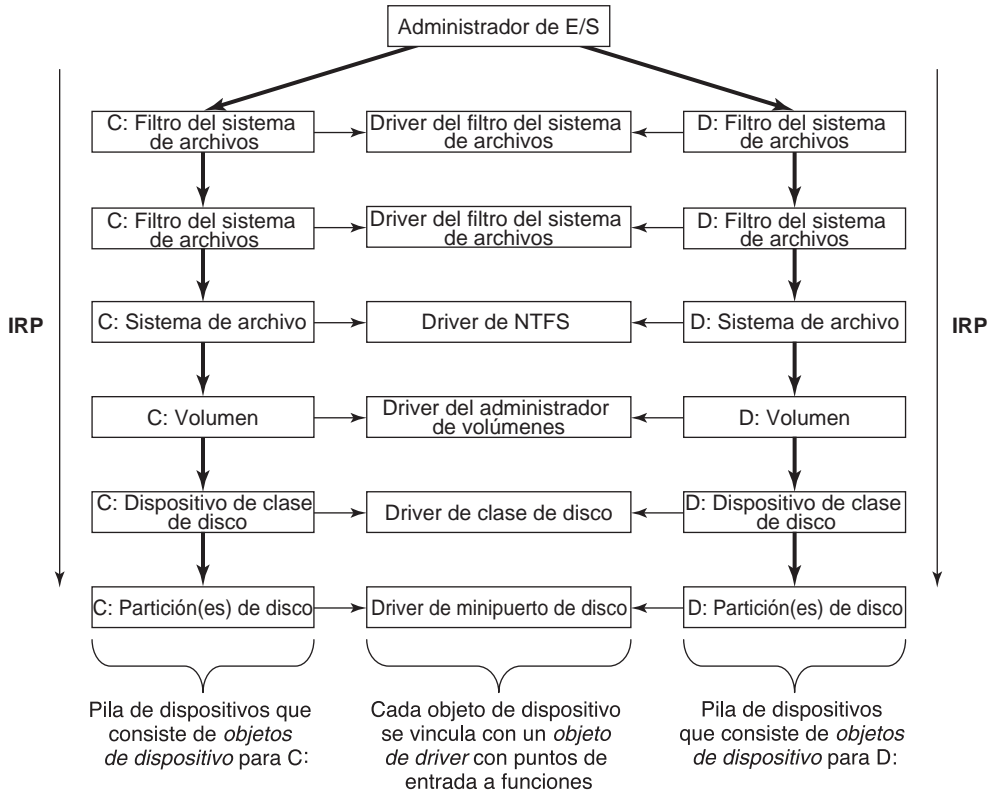 Administrador de E/S
C: Filtro del sistema
de archivos
Driver del filtro del sistema
de archivos
D: Filtro del sistema
de archivos
C: Filtro del sistema
de archivos
Driver del filtro del sistema
de archivos
D: Filtro del sistema
de archivos
IRP
C: Sistema de archivo
Driver de NTFS
D: Sistema de archivo
IRP
C: Volumen
Driver del administrador
de volúmenes
D: Volumen
C: Dispositivo de clase
de disco
Driver de clase de disco
D: Dispositivo de clase
de disco
C: Partición(es) de disco
Driver de minipuerto de disco
D: Partición(es) de disco
Pila de dispositivos que
consiste de objetos
de dispositivo para C:
Cada objeto de dispositivo
se vincula con un objeto
de driver con puntos de
entrada a funciones
Pila de dispositivos
que consiste de objetos
de dispositivo para D: